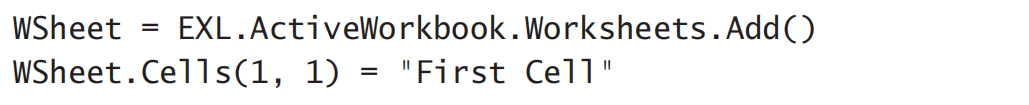 WSheet = EXL.ActiveWorkbook.Worksheets.Add()
WSheet.Cells(1, 1) = "First Cell"